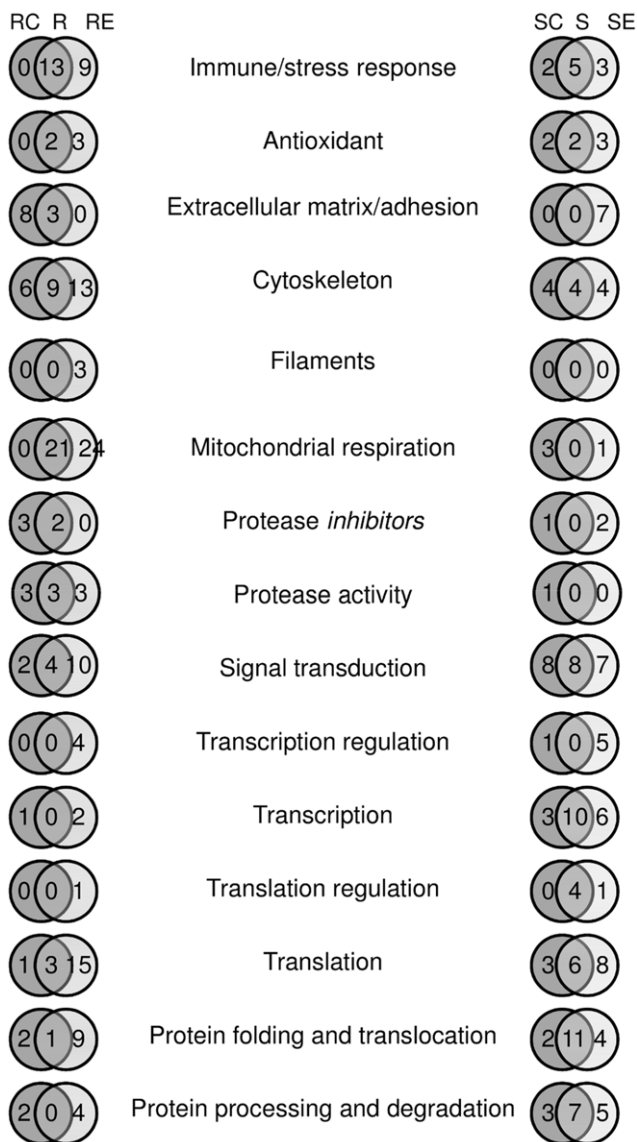 RC R RE SC S SE
0 13 9 Immune/stress response 2 5 3
0 2 3 Antioxidant 2 2 3
8 3 0 Extracellular matrix/adhesion 0 0 7
6 9 13 Cytoskeleton 4 4 4
0 0 3 Filaments 0 0 0
0 21 24 Mitochondrial respiration 3 0 1
3 2 0 Protease inhibitors 1 0 2
3 3 3 Protease activity 1 0 0
2 4 10 Signal transduction 8 8 7
0 0 4 Transcription regulation 1 0 5
1 0 2 Transcription 3 10 6
0 0 1 Translation regulation 0 4 1
1 3 15 Translation 3 6 8
2 1 9 Protein folding and translocation 2 11 4
2 0 4 Protein processing and degradation 3 7 5